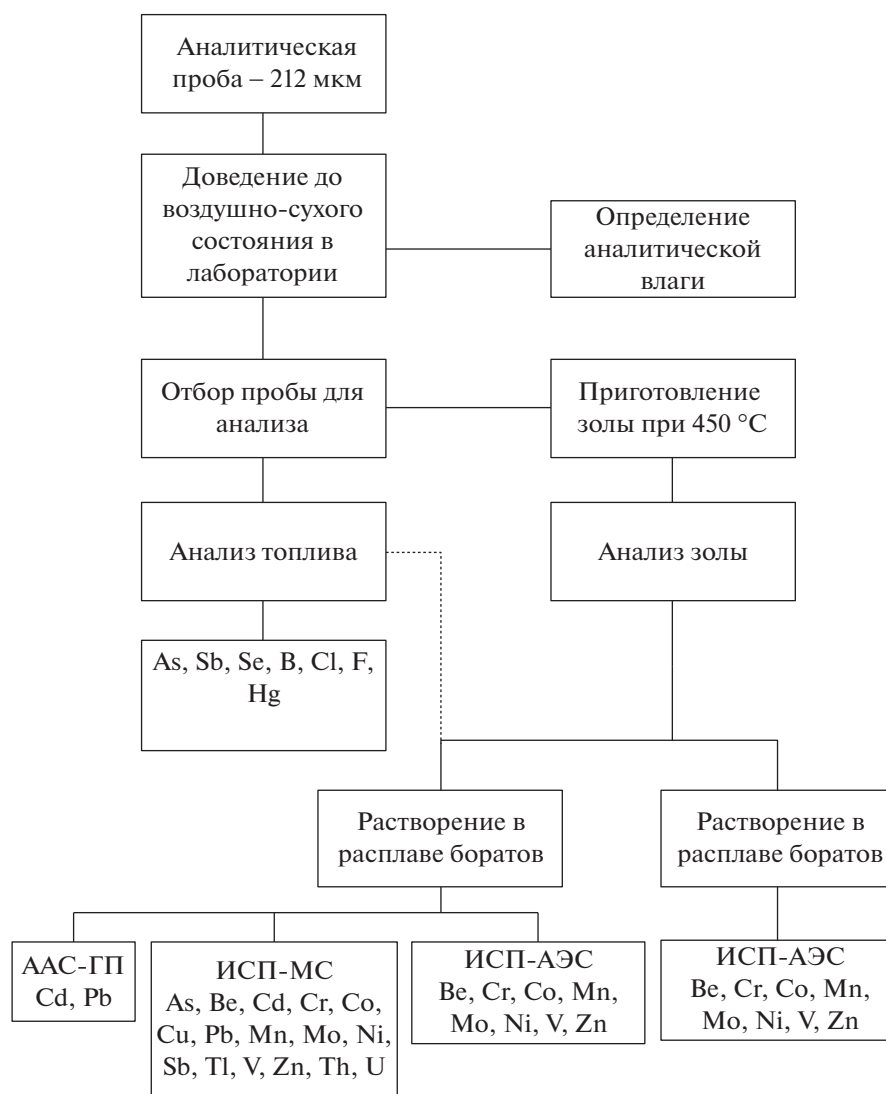 Аналитическая
проба – 212 мкм
Доведение до
воздушно-сухого
состояния в
лаборатории
Определение
аналитической
влаги
Отбор пробы для
анализа
Приготовление
золы при 450 °C
Анализ топлива
Анализ золы
As, Sb, Se, B, Cl, F,
Hg
Растворение в
расплаве боратов
Растворение в
расплаве боратов
ААС-ГП
Cd, Pb
ИСП-МС
As, Be, Cd, Cr, Co,
Cu, Pb, Mn, Mo, Ni,
Sb, Tl, V, Zn, Th, U
ИСП-АЭС
Be, Cr, Co, Mn,
Mo, Ni, V, Zn
ИСП-АЭС
Be, Cr, Co, Mn,
Mo, Ni, V, Zn